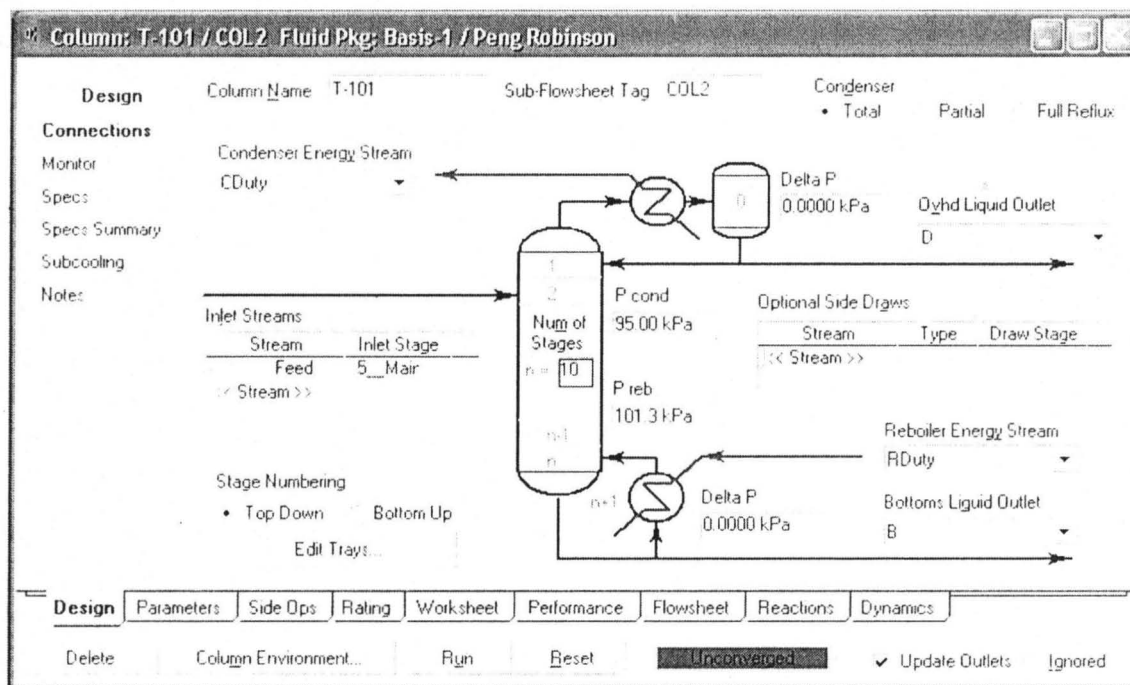 Column: T-101 / COL2 Fluid Pkg: Basis-1 / Peng Robinson
Design
Column Name T-101
Sub-Flowsheet Tag COL2
Condenser
Total Partial Full Reflux
Connections
Monitor
Specs
Specs Summary
Subcooling
Notes
Condenser Energy Stream
CDuty
0
Delta P
0.0000 kPa
Ovhd Liquid Outlet
D
1
2
Num of
Stages
n = 10
n-1
n
n+1
P cond
95.00 kPa
P reb
101.3 kPa
Inlet Streams
Stream Inlet Stage
Feed 5__Mair
<< Stream >>
Optional Side Draws
Stream Type Draw Stage
<< Stream >>
Stage Numbering
Top Down Bottom Up
Edit Trays...
Delta P
0.0000 kPa
Reboiler Energy Stream
RDuty
Bottoms Liquid Outlet
B
Design Parameters Side Ops Rating Worksheet Performance Flowsheet Reactions Dynamics
Delete Column Environment... Run Reset Unconverged Update Outlets Ignored